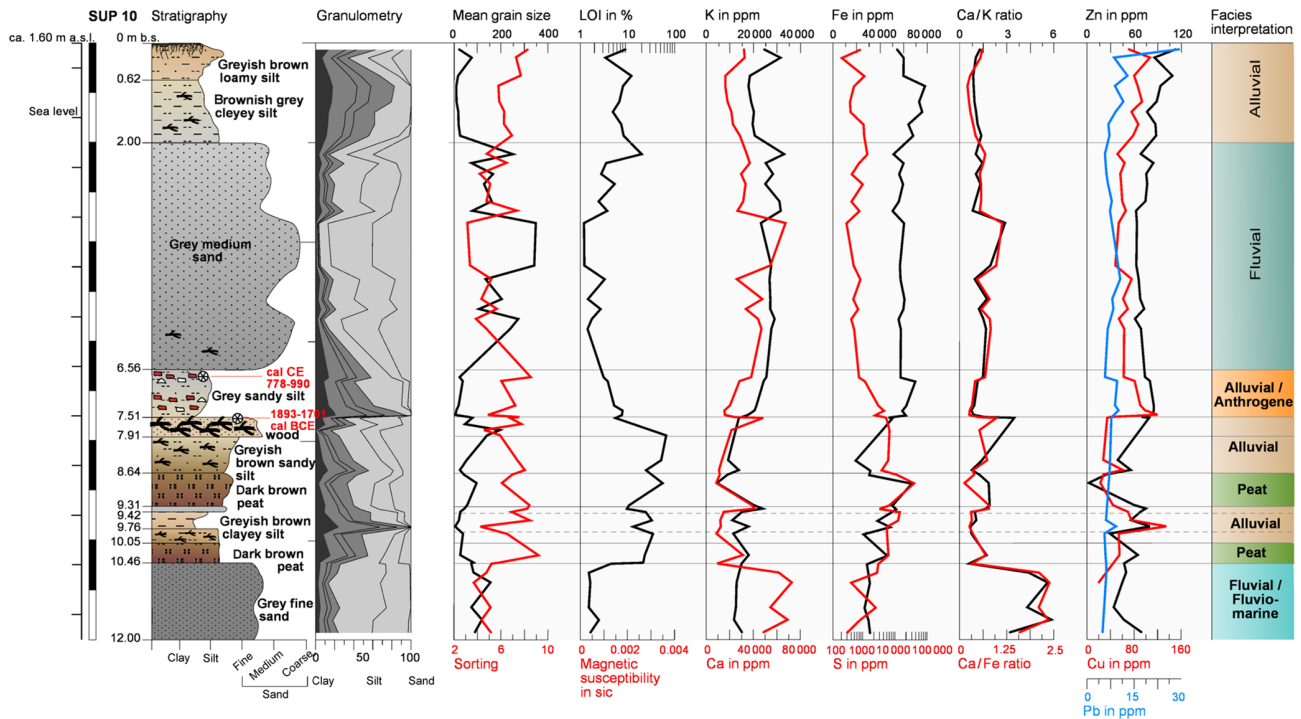 SUP 10 Stratigraphy Granulometry Mean grain size LOI in % K in ppm Fe in ppm Ca/K ratio Zn in ppm Facies interpretation
ca. 1.60 m a.s.l. 0 m b.s. 0 200 400 1 10 100 0 20 000 40 000 0 40 000 80 000 0 3 6 0 60 120
Greyish brown
loamy silt
0.62
Brownish grey
cleyey silt
Sea level
Alluvial
2.00
Grey medium
sand
Fluvial
6.56
cal CE
778-990
Grey sandy silt
Alluvial /
Anthrogene
7.51
1893-1701
cal BCE
7.91
wood
Greyish
brown sandy
silt
Alluvial
8.64
Dark brown
peat
Peat
9.31
9.42
Greyish brown
clayey silt
9.76
Alluvial
10.05
Dark brown
peat
Peat
10.46
Grey fine
sand
Fluvial /
Fluvio-
marine
12.00
Clay Silt Fine Medium Coarse
Sand
0 50 100
Clay Silt Sand
2 6 10
Sorting
0 0.002 0.004
Magnetic
susceptibility
in sic
0 40 000 80 000
Ca in ppm
100 1000 10 000 100 000
S in ppm
0 1.25 2.5
Ca/Fe ratio
0 80 160
Cu in ppm
0 15 30
Pb in ppm